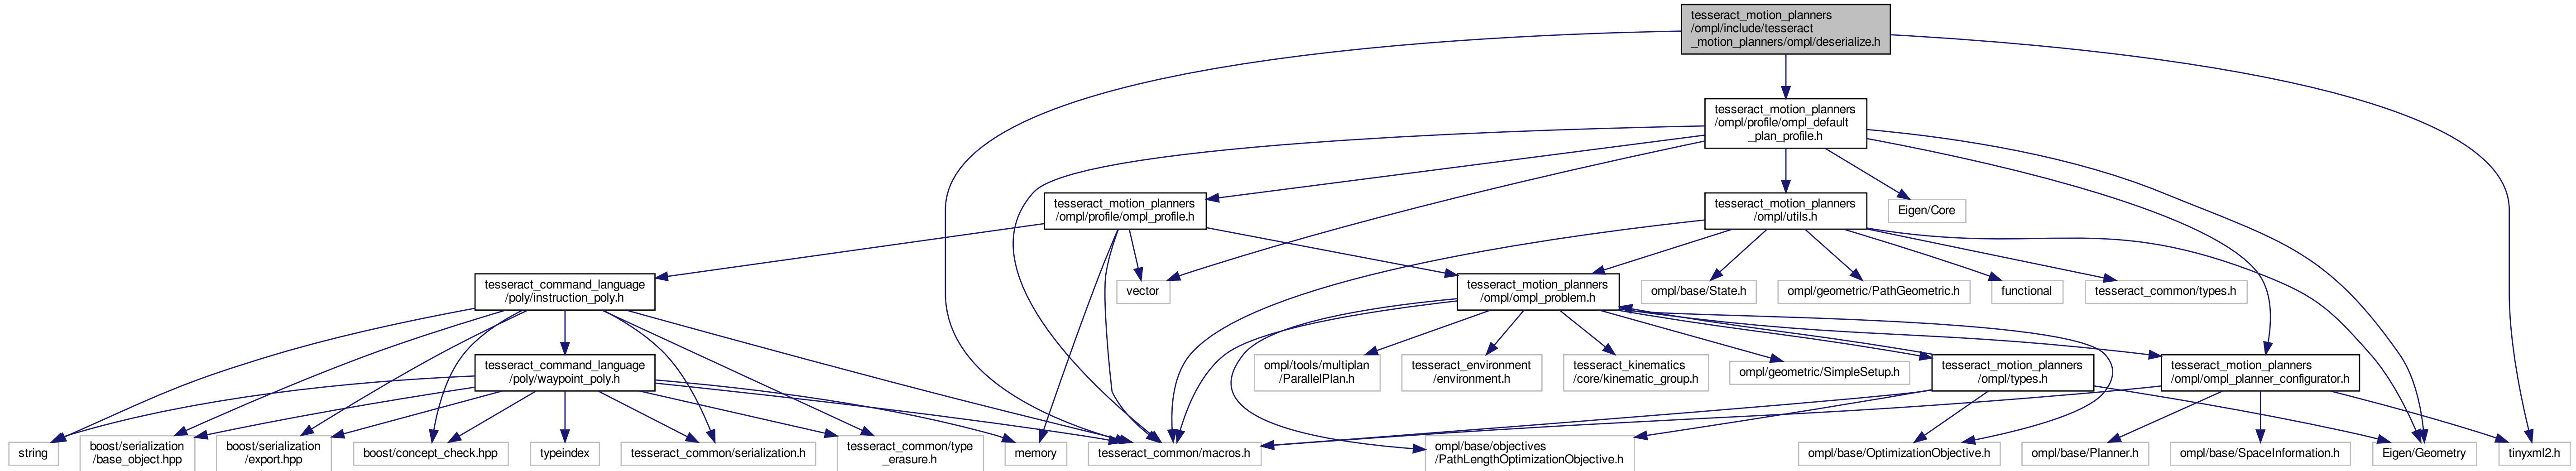 tesseract_motion_planners
/ompl/include/tesseract
_motion_planners/ompl/deserialize.h
tesseract_motion_planners
/ompl/profile/ompl_default
_plan_profile.h
tesseract_motion_planners
/ompl/profile/ompl_profile.h
tesseract_motion_planners
/ompl/utils.h
Eigen/Core
tesseract_command_language
/poly/instruction_poly.h
vector
tesseract_motion_planners
/ompl/ompl_problem.h
ompl/base/State.h
ompl/geometric/PathGeometric.h
functional
tesseract_common/types.h
tesseract_command_language
/poly/waypoint_poly.h
ompl/tools/multiplan
/ParallelPlan.h
tesseract_environment
/environment.h
tesseract_kinematics
/core/kinematic_group.h
ompl/geometric/SimpleSetup.h
tesseract_motion_planners
/ompl/types.h
tesseract_motion_planners
/ompl/ompl_planner_configurator.h
string
boost/serialization
/base_object.hpp
boost/serialization
/export.hpp
boost/concept_check.hpp
typeindex
tesseract_common/serialization.h
tesseract_common/type
_erasure.h
memory
tesseract_common/macros.h
ompl/base/objectives
/PathLengthOptimizationObjective.h
ompl/base/OptimizationObjective.h
ompl/base/Planner.h
ompl/base/SpaceInformation.h
Eigen/Geometry
tinyxml2.h